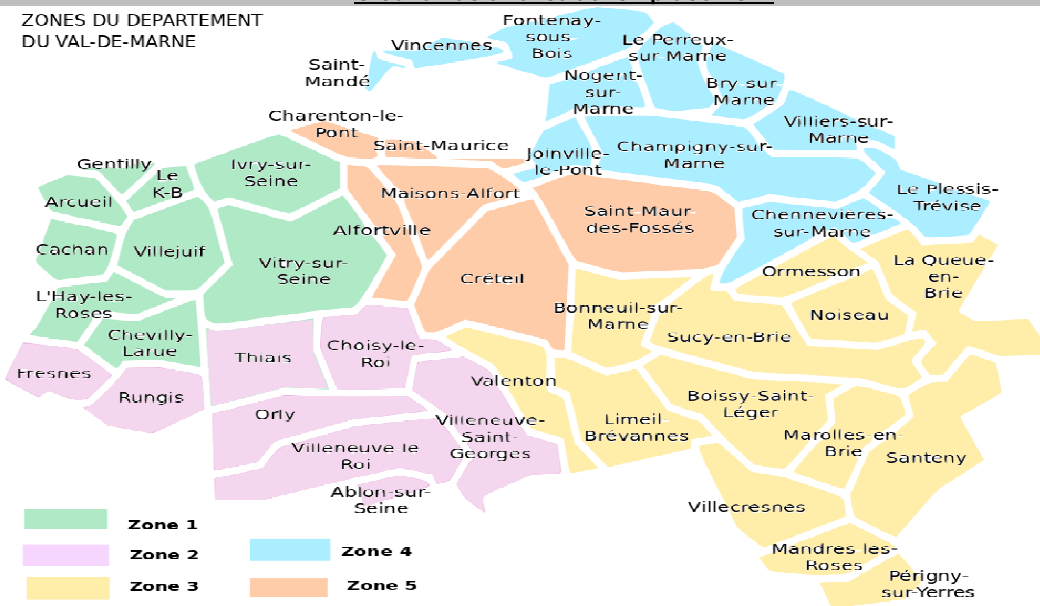 ZONES DU DEPARTEMENT
DU VAL-DE-MARNE
Fontenay-
sous-
Bois
Vincennes
Le Perreux-
sur Marne
Saint-
Mandé
Nogent-
sur-
Marne
Bry-sur-
Marne
Charenton-le-
Pont
Villiers-sur-
Marne
Saint-Maurice
Joinville-
le-Pont
Champigny-sur-
Marne
Gentilly
Le
K-B
Ivry-sur-
Seine
Arcueil
Maisons-Alfort
Le Plessis-
Trévise
Saint-Maur-
des-Fossés
Chennevieres-
sur-Marne
Alfortville
Cachan
Villejuif
Vitry-sur-
Seine
Créteil
Ormesson
La Queue-
en-
Brie
L'Hay-les-
Roses
Bonneuil-sur-
Marne
Noiseau
Chevilly-
Larue
Sucy-en-Brie
Thiais
Choisy-le-
Roi
Fresnes
Rungis
Valenton
Boissy-Saint-
Léger
Orly
Villeneuve-
Saint-
Georges
Limeil-
Brévannes
Marolles-en-
Brie
Santeny
Villeneuve le
Roi
Ablon-sur-
Seine
Villecresnes
Mandres les-
Roses
Périgny-
sur-Yerres
Zone 1
Zone 2
Zone 3
Zone 4
Zone 5